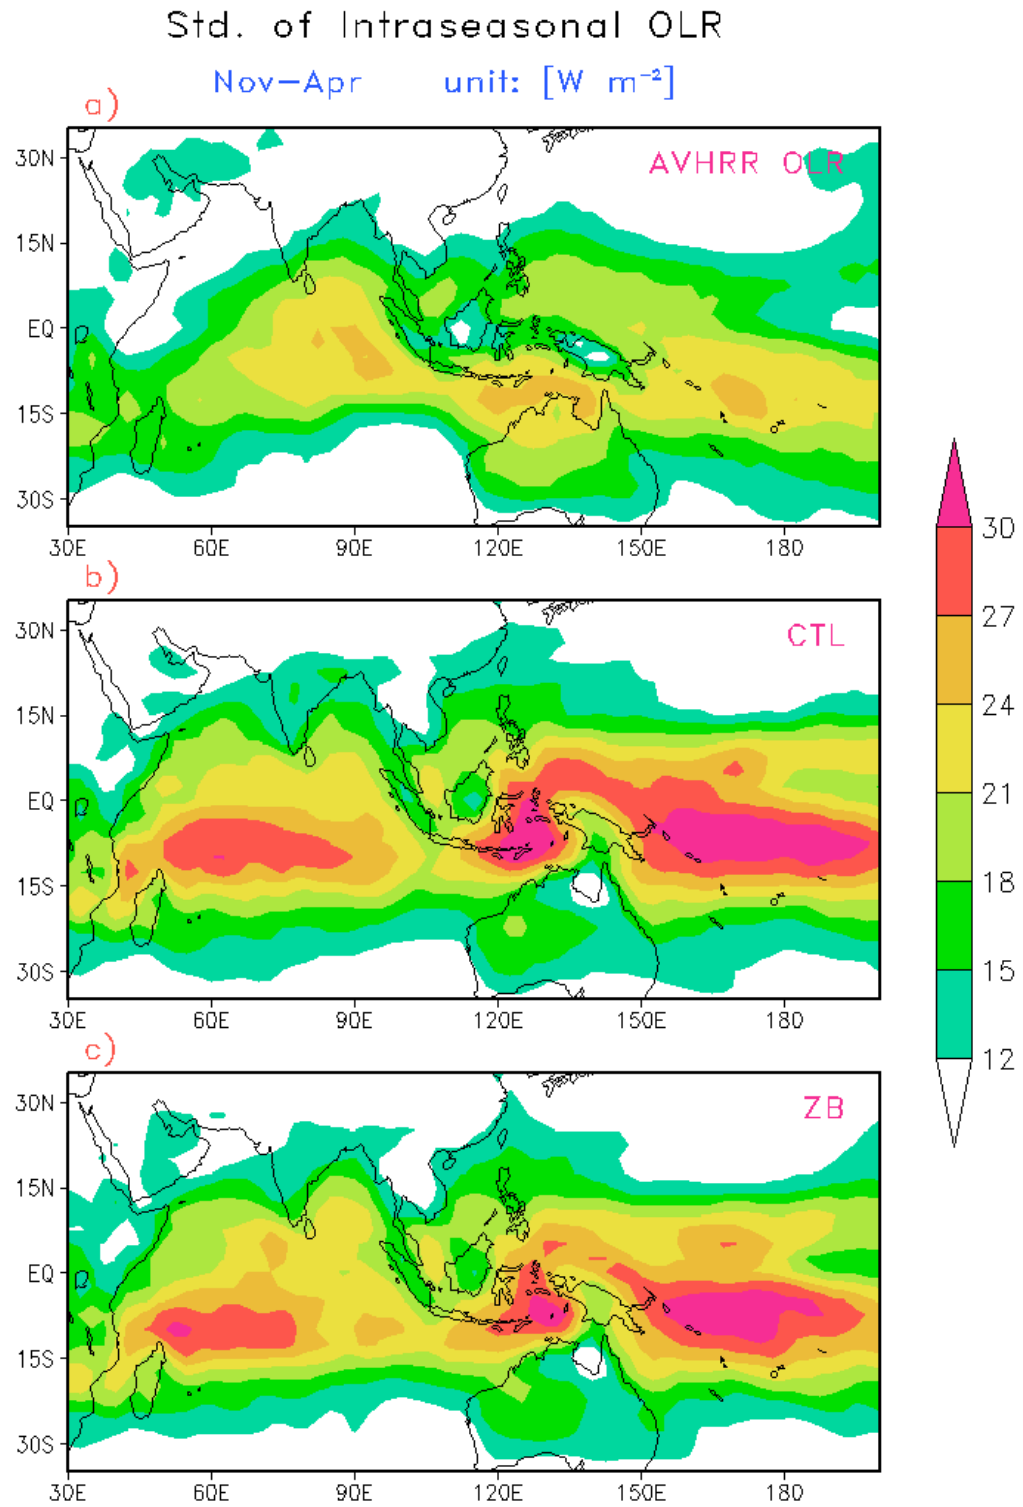 Std. of Intraseasonal OLR
Nov-Apr unit: [W m⁻²]
a)
AVHRR OLR
30N
15N
EQ
15S
30S
30E 60E 90E 120E 150E 180
b)
CTL
30N
15N
EQ
15S
30S
30E 60E 90E 120E 150E 180
c)
ZB
30N
15N
EQ
15S
30S
30E 60E 90E 120E 150E 180
30
27
24
21
18
15
12